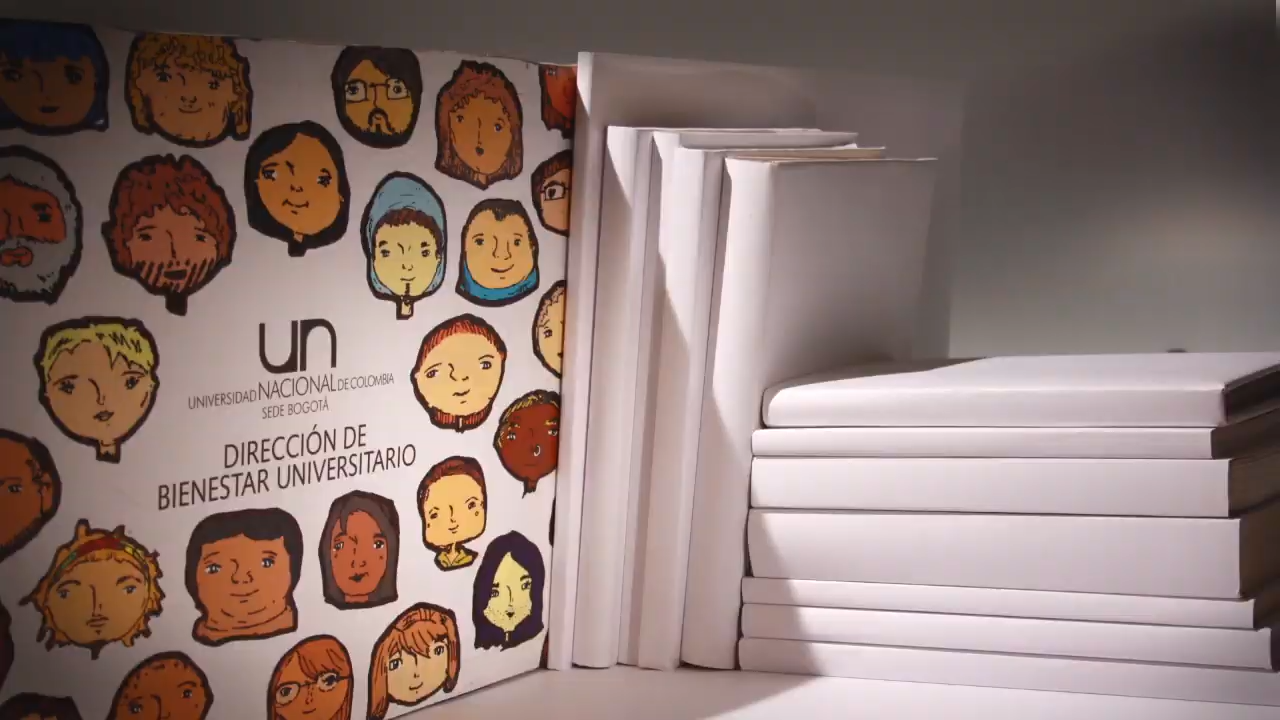 un
UNIVERSIDAD NACIONAL DE COLOMBIA
SEDE BOGOTÁ
DIRECCIÓN DE
BIENESTAR UNIVERSITARIO